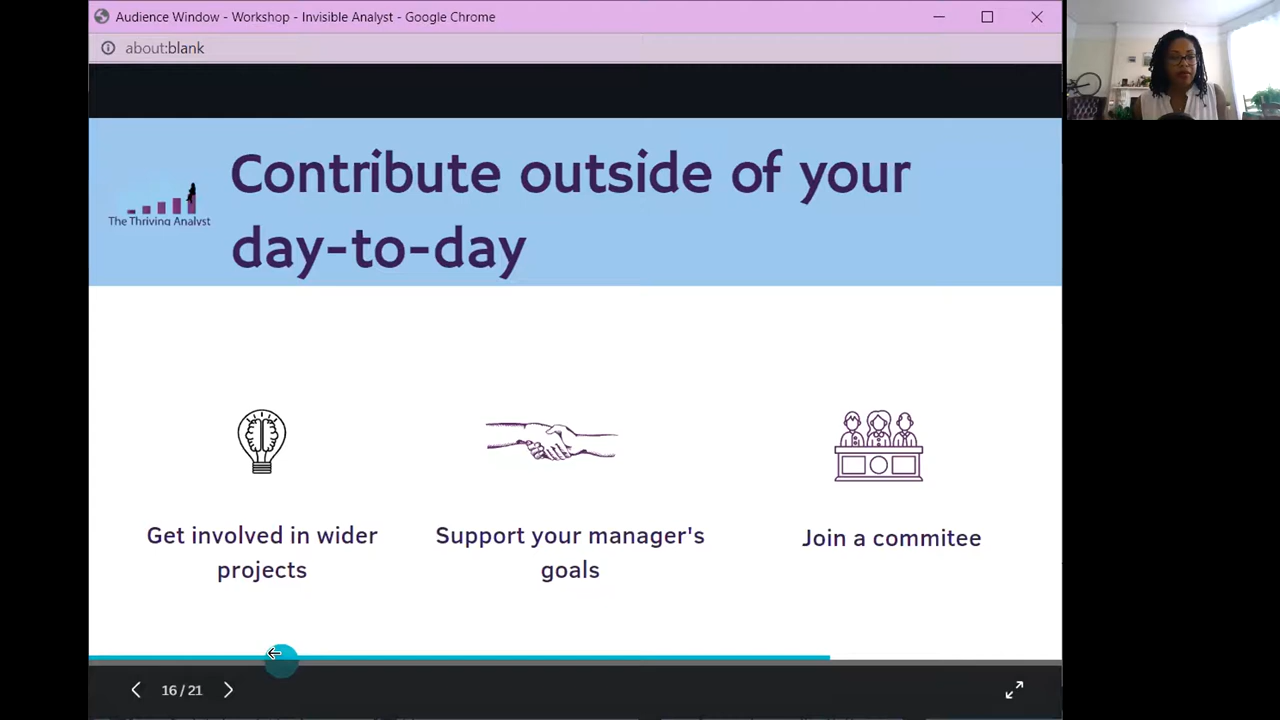 Audience Window - Workshop - Invisible Analyst - Google Chrome
about:blank
Contribute outside of your
day-to-day
The Thriving Analyst
Get involved in wider
projects
Support your manager's
goals
Join a commitee
16 / 21